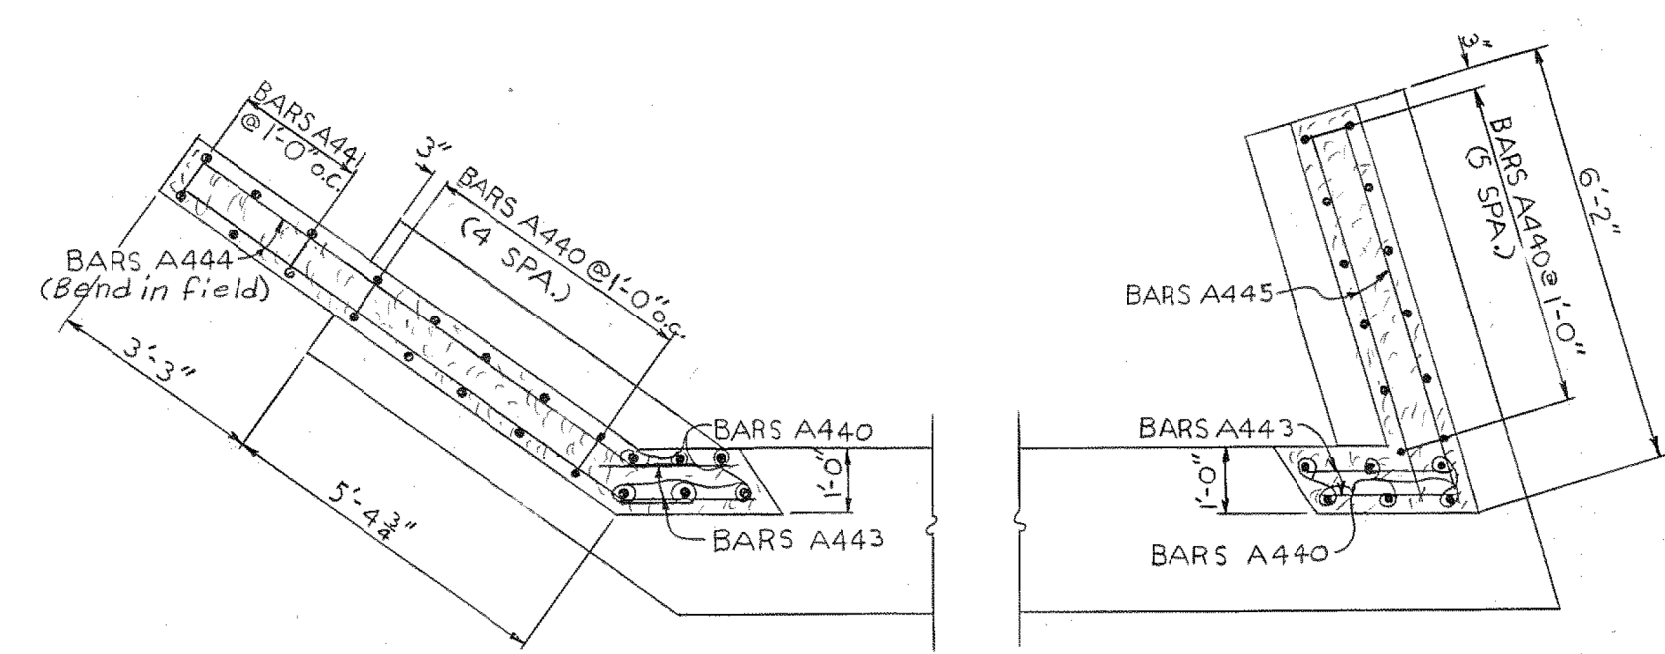 BARS A441
@ 1'-0" o.c.
3"
BARS A440 @ 1'-0" o.c.
(4 SPA.)
BARS A444
(Bend in field)
3'-3"
5'-4 3/4"
BARS A440
1'-0"
BARS A443
3"
BARS A440 @ 1'-0"
(5 SPA.)
6'-2"
BARS A445
BARS A443
1'-0"
BARS A440